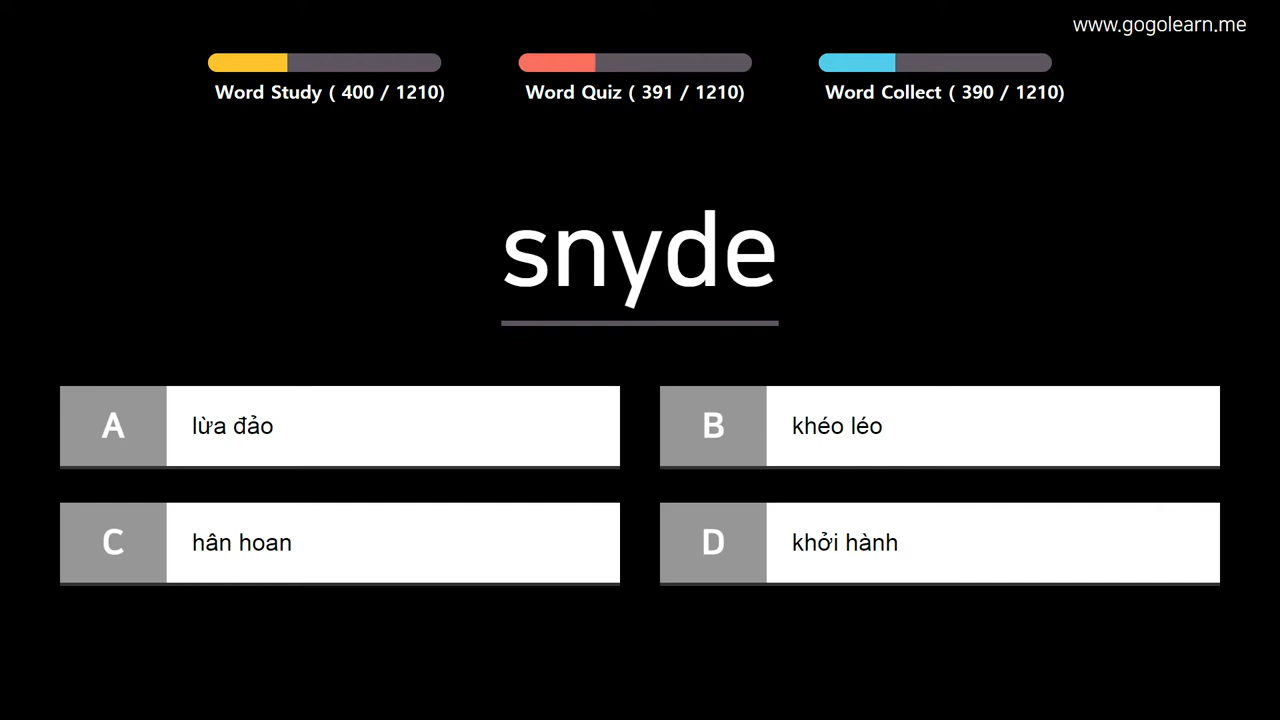 www.gogolearn.me
Word Study ( 400 / 1210)
Word Quiz ( 391 / 1210)
Word Collect ( 390 / 1210)
snyde
A lừa đảo
B khéo léo
C hân hoan
D khởi hành